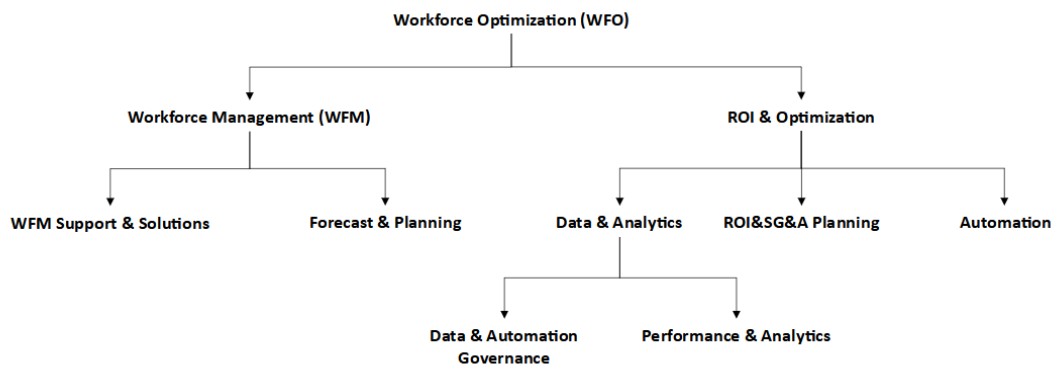 Workforce Optimization (WFO)
Workforce Management (WFM)
ROI & Optimization
WFM Support & Solutions
Forecast & Planning
Data & Analytics
ROI&SG&A Planning
Automation
Data & Automation
Governance
Performance & Analytics